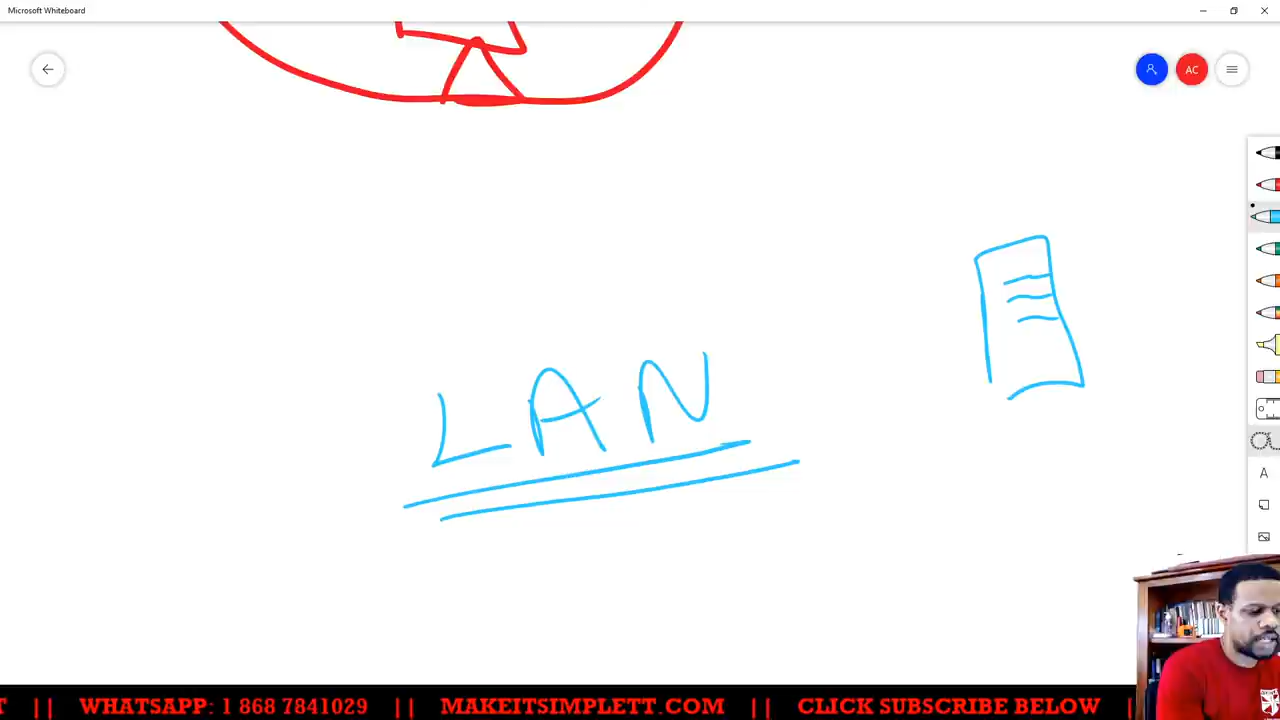 Microsoft Whiteboard
AC
LAN
A
T || WHATSAPP: 1 868 7841029 || MAKEITSIMPLETT.COM || CLICK SUBSCRIBE BELOW ||